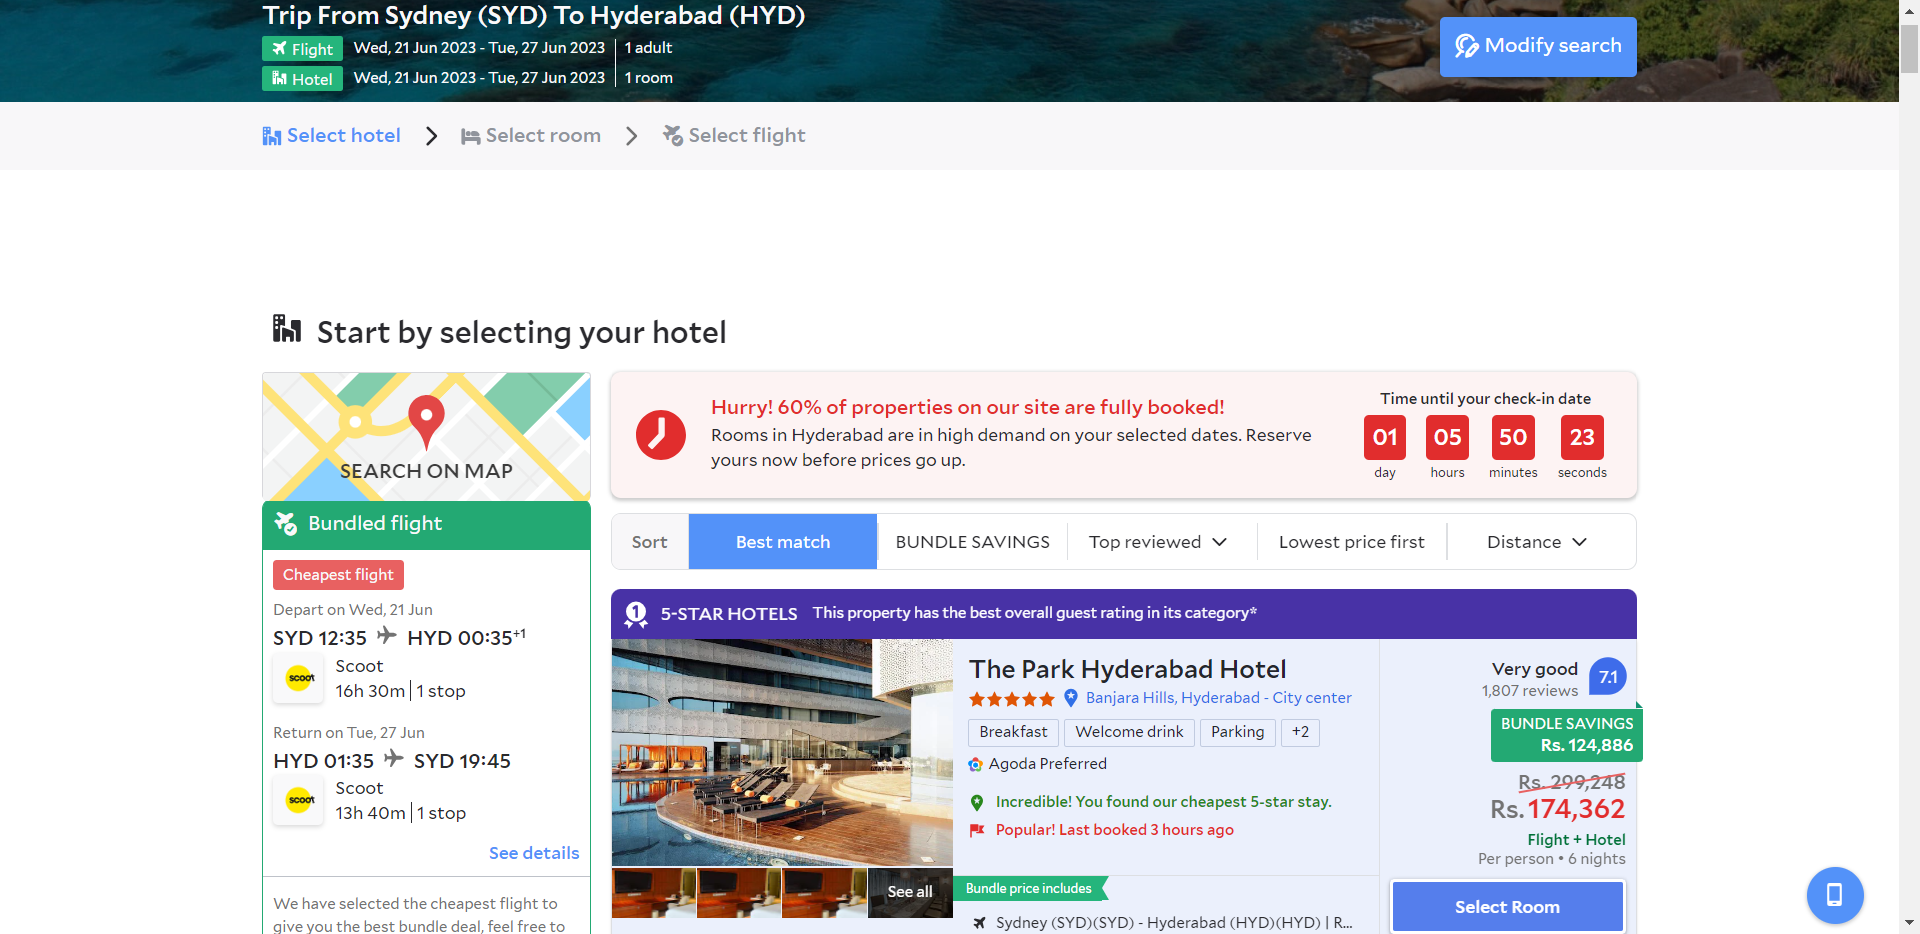 Trip From Sydney (SYD) To Hyderabad (HYD)
Flight Wed, 21 Jun 2023 - Tue, 27 Jun 2023 1 adult
Hotel Wed, 21 Jun 2023 - Tue, 27 Jun 2023 1 room
Modify search
Select hotel Select room Select flight
Start by selecting your hotel
SEARCH ON MAP
Hurry! 60% of properties on our site are fully booked!
Rooms in Hyderabad are in high demand on your selected dates. Reserve
yours now before prices go up.
Time until your check-in date
01 05 50 23
day hours minutes seconds
Bundled flight
Cheapest flight
Depart on Wed, 21 Jun
SYD 12:35 HYD 00:35+1
scoot
Scoot
16h 30m 1 stop
Return on Tue, 27 Jun
HYD 01:35 SYD 19:45
scoot
Scoot
13h 40m 1 stop
See details
We have selected the cheapest flight to
give you the best bundle deal, feel free to
Sort Best match BUNDLE SAVINGS Top reviewed Lowest price first Distance
1 5-STAR HOTELS This property has the best overall guest rating in its category*
See all
The Park Hyderabad Hotel
Banjara Hills, Hyderabad - City center
Breakfast Welcome drink Parking +2
Agoda Preferred
Incredible! You found our cheapest 5-star stay.
Popular! Last booked 3 hours ago
Bundle price includes
Sydney (SYD)(SYD) - Hyderabad (HYD)(HYD) | R...
Very good 7.1
1,807 reviews
BUNDLE SAVINGS
Rs. 124,886
Rs. 299,248
Rs. 174,362
Flight + Hotel
Per person • 6 nights
Select Room